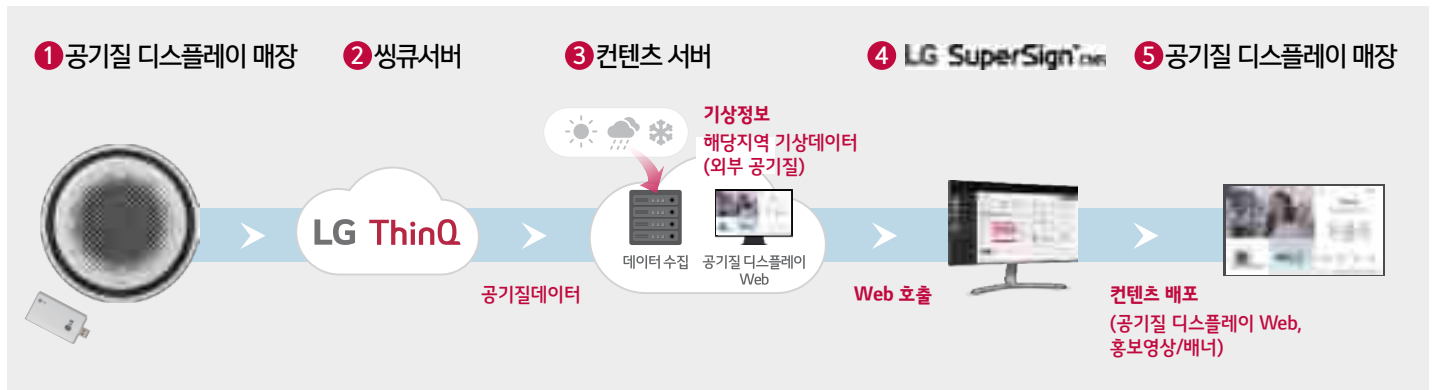 1 공기질 디스플레이 매장
2 씽큐서버
3 컨텐츠 서버
4 LG SuperSign CMS
5 공기질 디스플레이 매장
기상정보
해당지역 기상데이터
(외부 공기질)
LG ThinQ
데이터 수집
공기질 디스플레이
Web
공기질데이터
Web 호출
컨텐츠 배포
(공기질 디스플레이 Web,
홍보영상/배너)